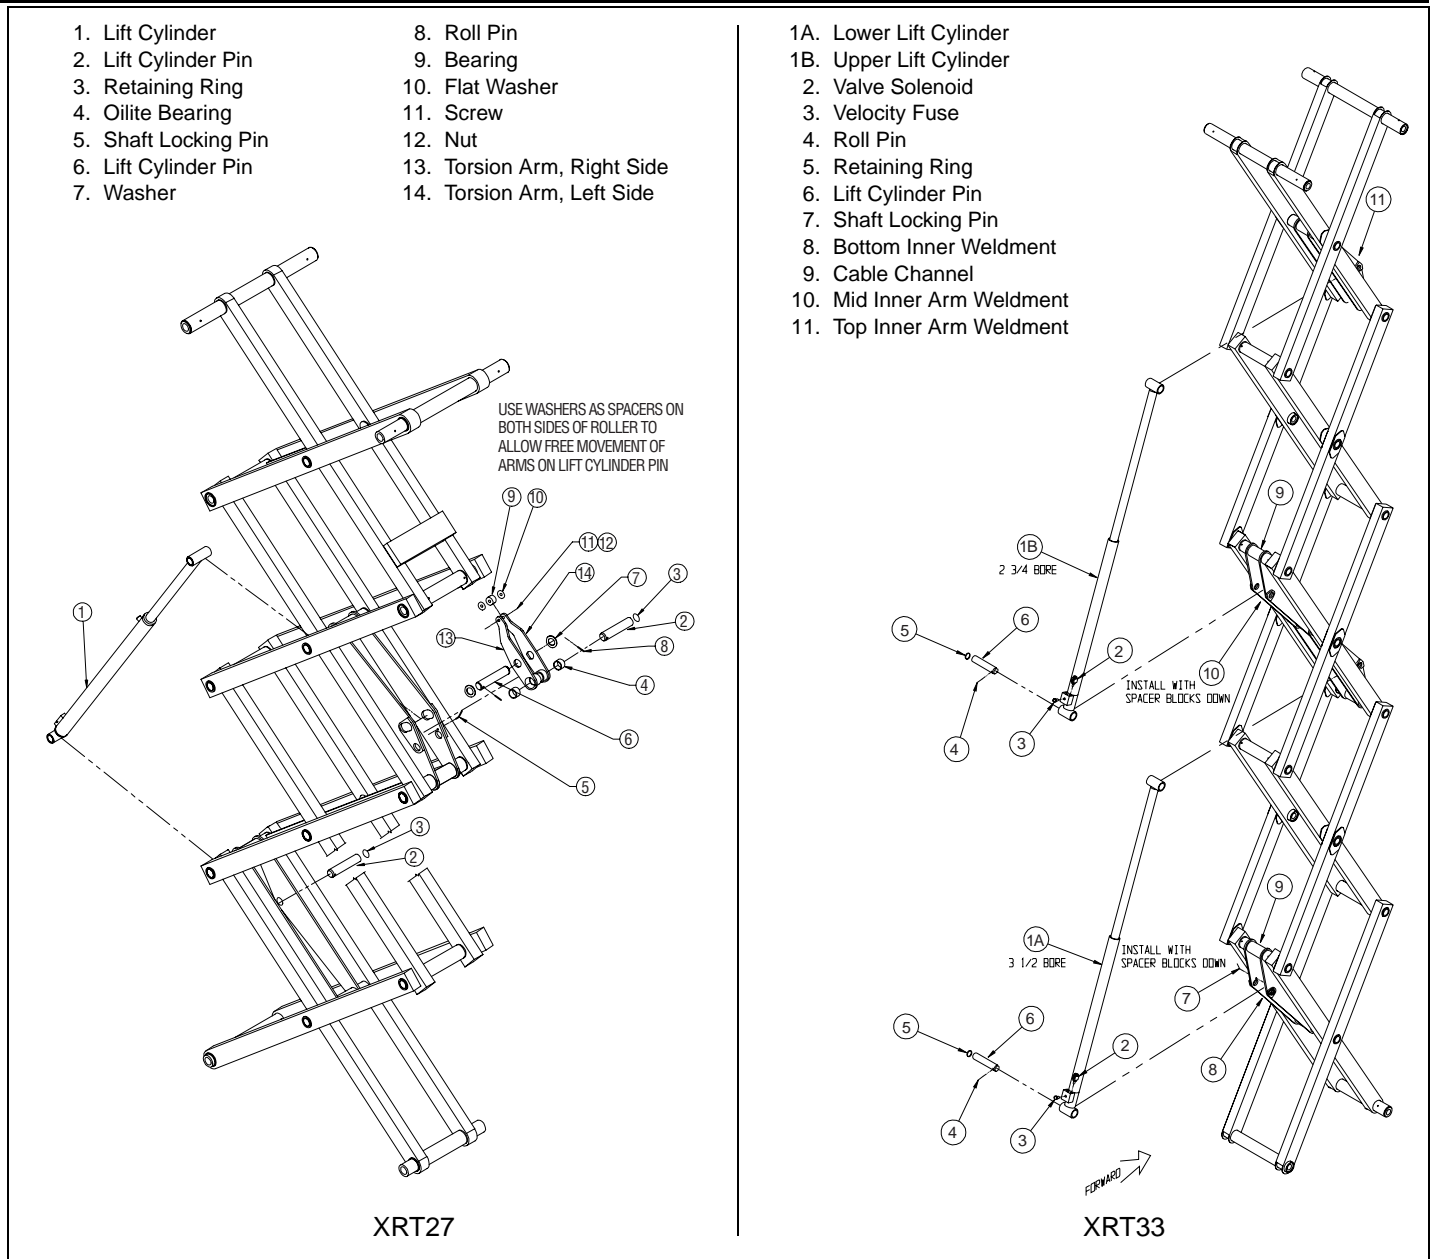 1. Lift Cylinder
2. Lift Cylinder Pin
3. Retaining Ring
4. Oilite Bearing
5. Shaft Locking Pin
6. Lift Cylinder Pin
7. Washer
8. Roll Pin
9. Bearing
10. Flat Washer
11. Screw
12. Nut
13. Torsion Arm, Right Side
14. Torsion Arm, Left Side
USE WASHERS AS SPACERS ON
BOTH SIDES OF ROLLER TO
ALLOW FREE MOVEMENT OF
ARMS ON LIFT CYLINDER PIN
9 10
11 12
14
7
3
1
2
13
8
4
6
5
3
2
XRT27
1A. Lower Lift Cylinder
1B. Upper Lift Cylinder
2. Valve Solenoid
3. Velocity Fuse
4. Roll Pin
5. Retaining Ring
6. Lift Cylinder Pin
7. Shaft Locking Pin
8. Bottom Inner Weldment
9. Cable Channel
10. Mid Inner Arm Weldment
11. Top Inner Arm Weldment
11
9
1B
2 3/4 BORE
6
5
2
10
INSTALL WITH
SPACER BLOCKS DOWN
4
3
9
1A
3 1/2 BORE
INSTALL WITH
SPACER BLOCKS DOWN
7
6
5
2
8
4
3
FORWARD
XRT33